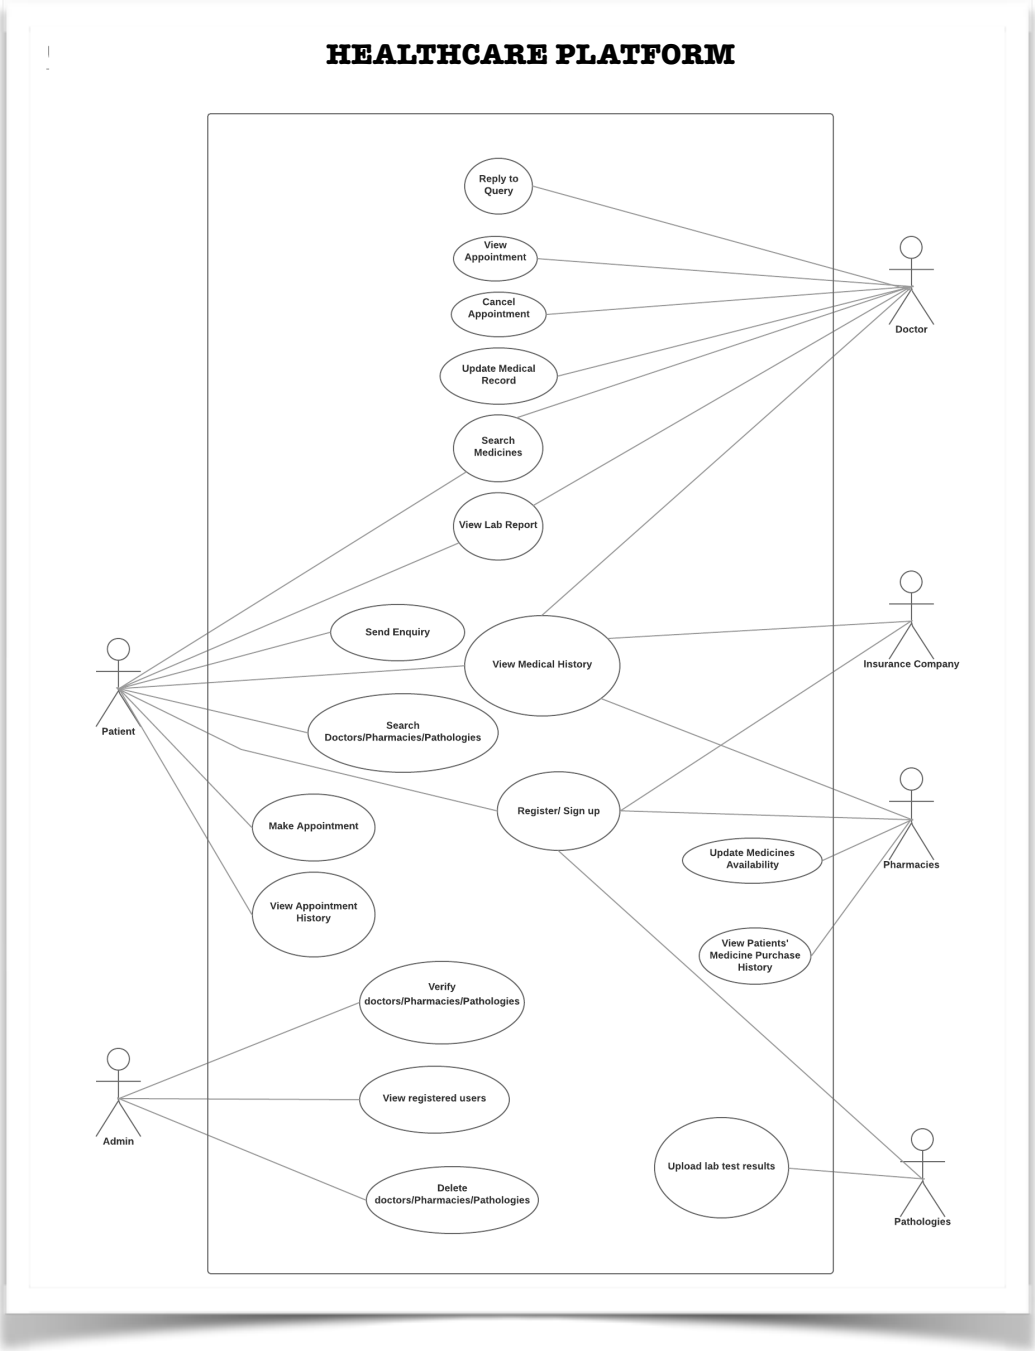 HEALTHCARE PLATFORM
Reply to
Query
View
Appointment
Cancel
Appointment
Doctor
Update Medical
Record
Search
Medicines
View Lab Report
Send Enquiry
View Medical History
Insurance Company
Patient
Search
Doctors/Pharmacies/Pathologies
Register/ Sign up
Make Appointment
Update Medicines
Availability
Pharmacies
View Appointment
History
View Patients'
Medicine Purchase
History
Verify
doctors/Pharmacies/Pathologies
View registered users
Admin
Upload lab test results
Delete
doctors/Pharmacies/Pathologies
Pathologies